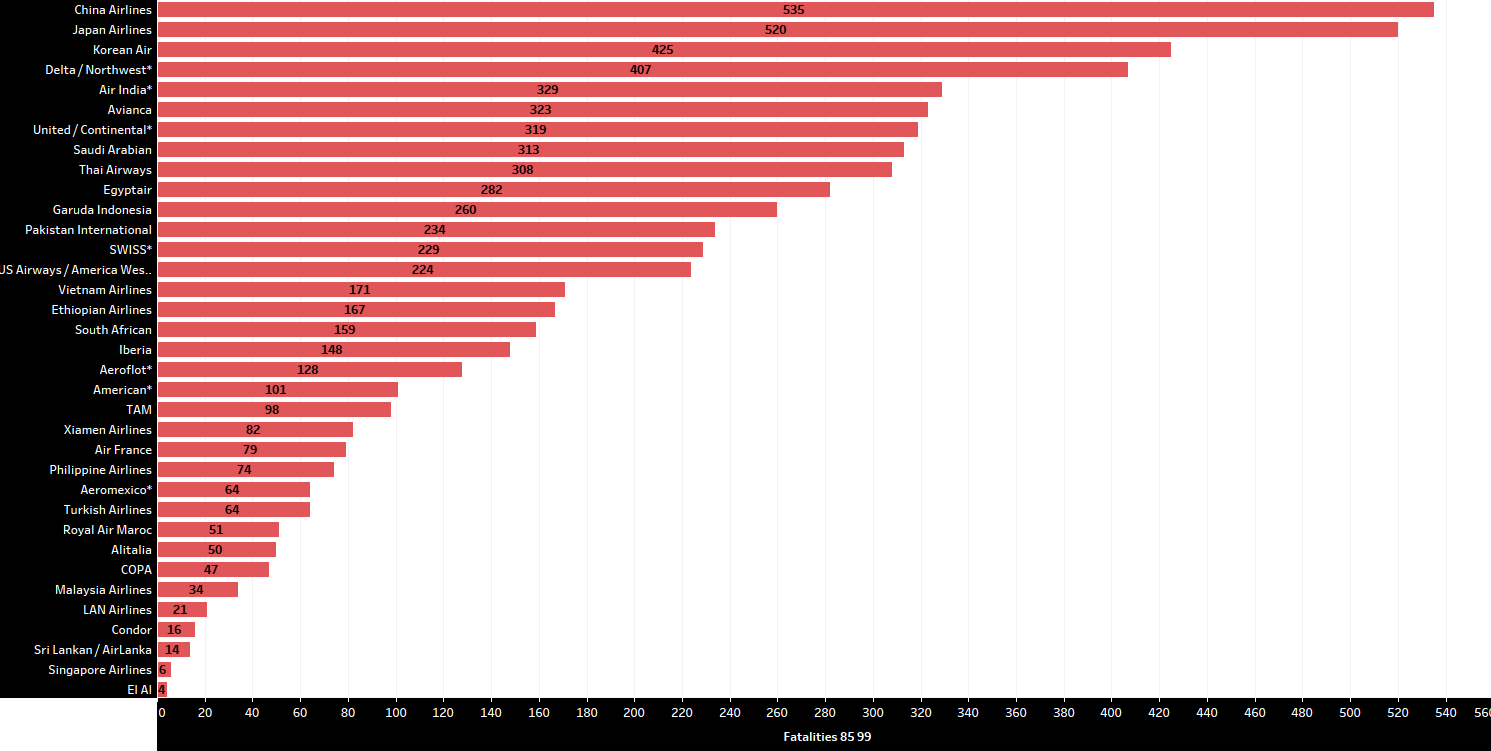 China Airlines 535
Japan Airlines 520
Korean Air 425
Delta / Northwest* 407
Air India* 329
Avianca 323
United / Continental* 319
Saudi Arabian 313
Thai Airways 308
Egyptair 282
Garuda Indonesia 260
Pakistan International 234
SWISS* 229
US Airways / America Wes.. 224
Vietnam Airlines 171
Ethiopian Airlines 167
South African 159
Iberia 148
Aeroflot* 128
American* 101
TAM 98
Xiamen Airlines 82
Air France 79
Philippine Airlines 74
Aeromexico* 64
Turkish Airlines 64
Royal Air Maroc 51
Alitalia 50
COPA 47
Malaysia Airlines 34
LAN Airlines 21
Condor 16
Sri Lankan / AirLanka 14
Singapore Airlines 6
El Al 4
0 20 40 60 80 100 120 140 160 180 200 220 240 260 280 300 320 340 360 380 400 420 440 460 480 500 520 540 560
Fatalities 85 99